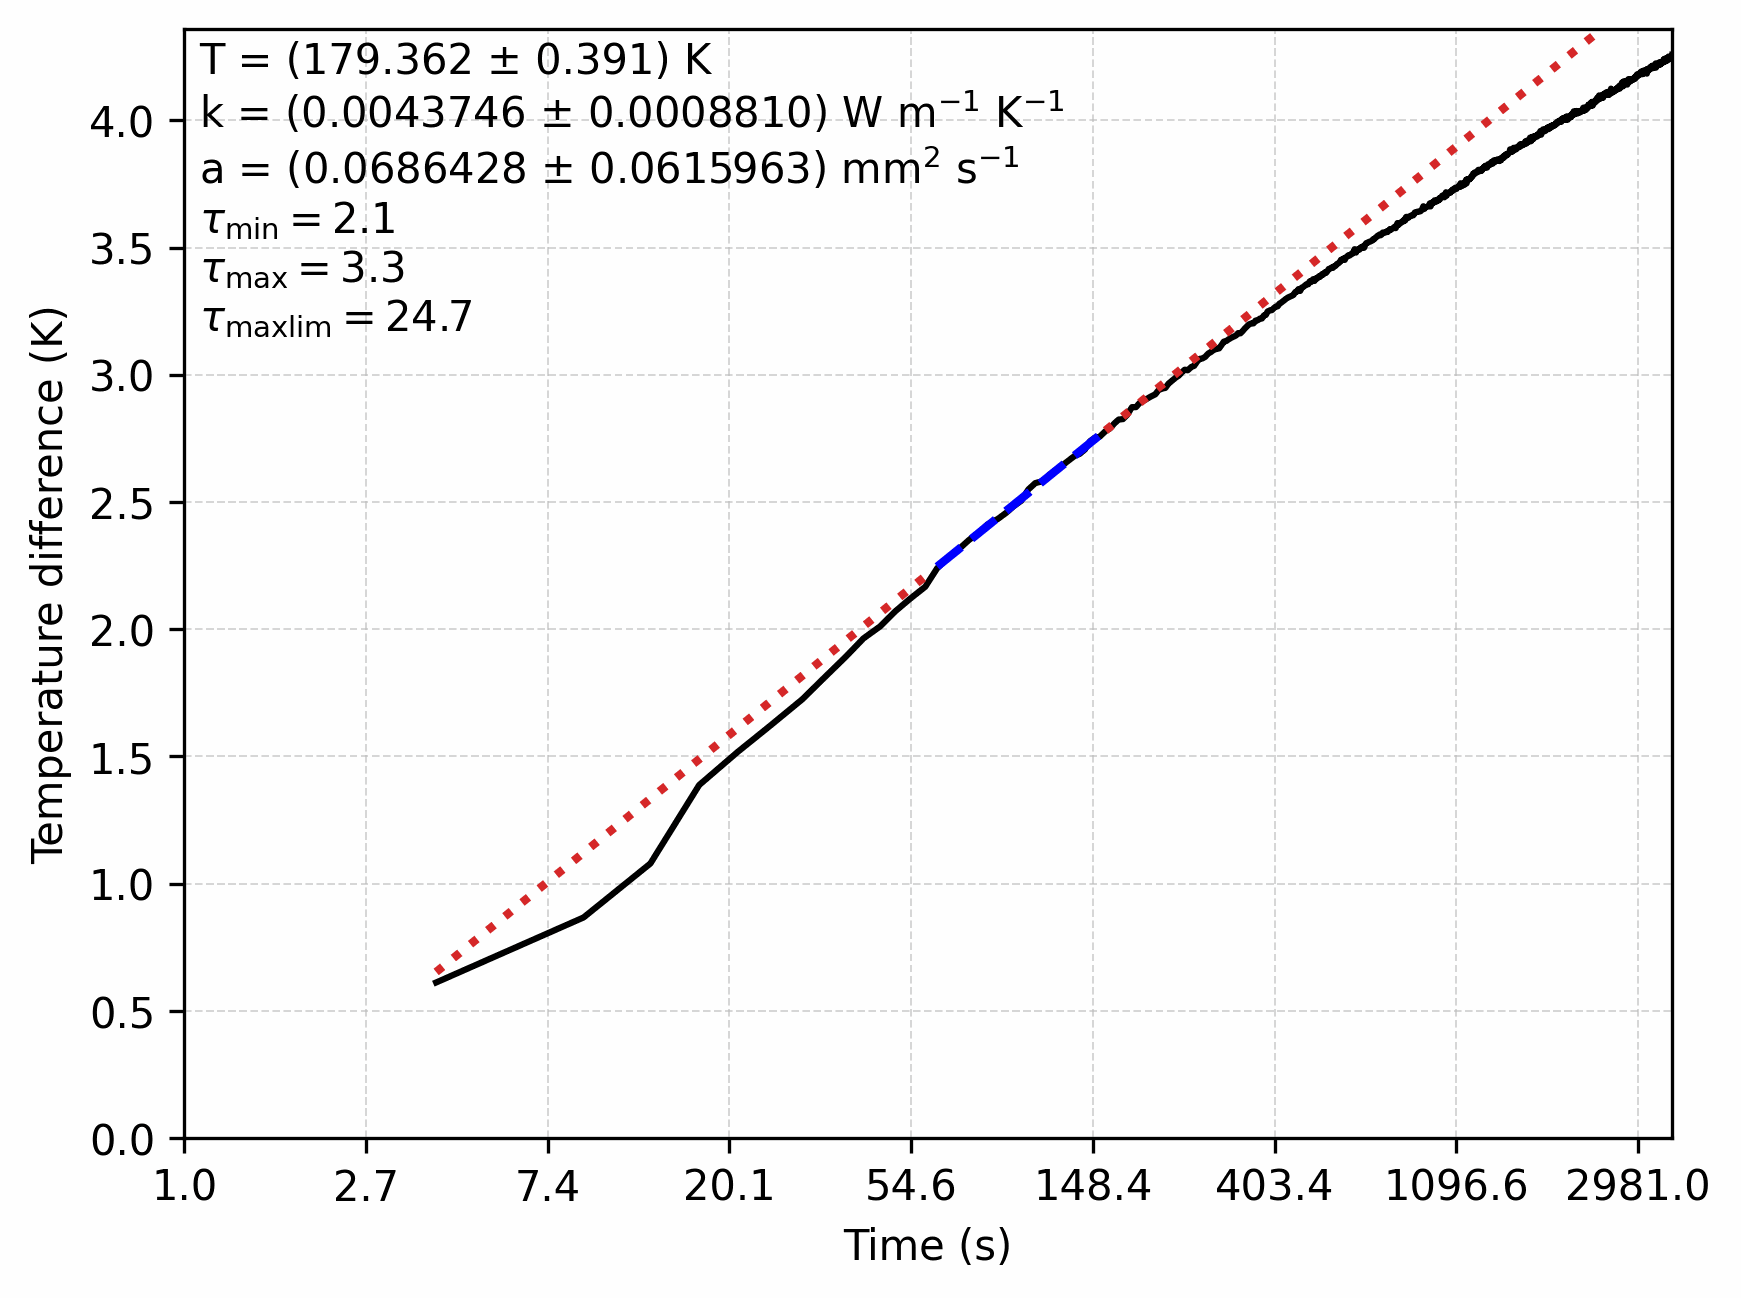 T = (179.362 ± 0.391) K
k = (0.0043746 ± 0.0008810) W m⁻¹ K⁻¹
a = (0.0686428 ± 0.0615963) mm² s⁻¹
τmin = 2.1
τmax = 3.3
τmaxlim = 24.7
4.0
3.5
3.0
2.5
2.0
1.5
1.0
0.5
0.0
Temperature difference (K)
1.0 2.7 7.4 20.1 54.6 148.4 403.4 1096.6 2981.0
Time (s)